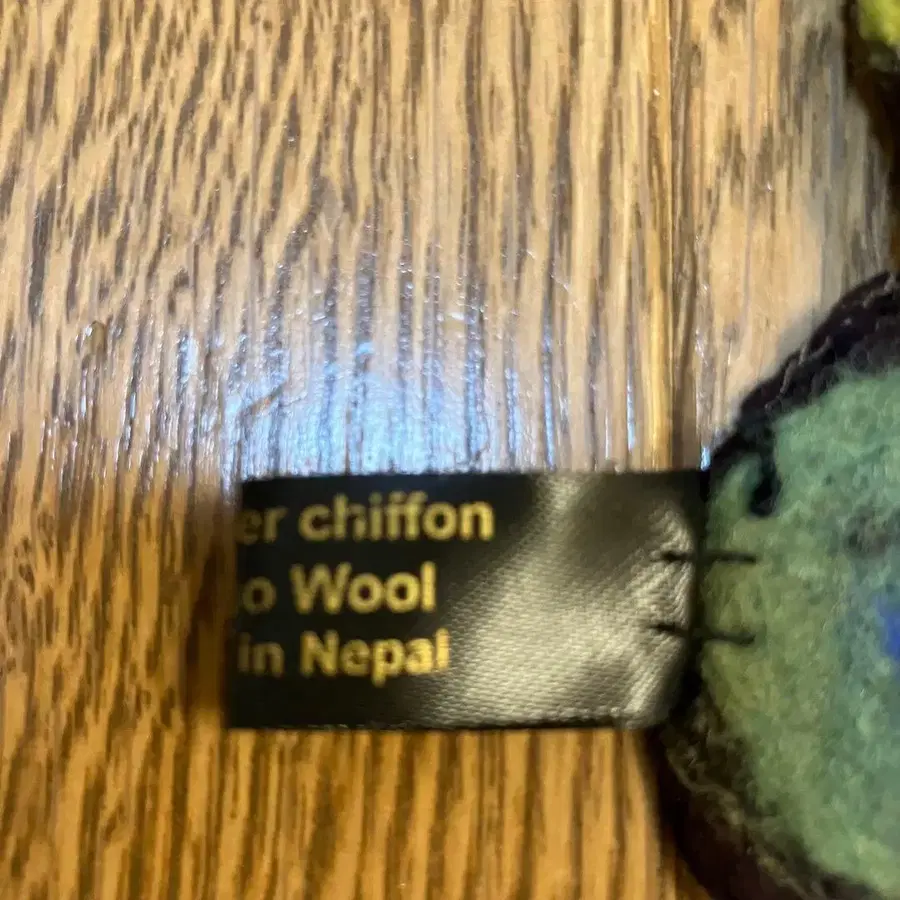 er chiffon
o Wool
in Nepal